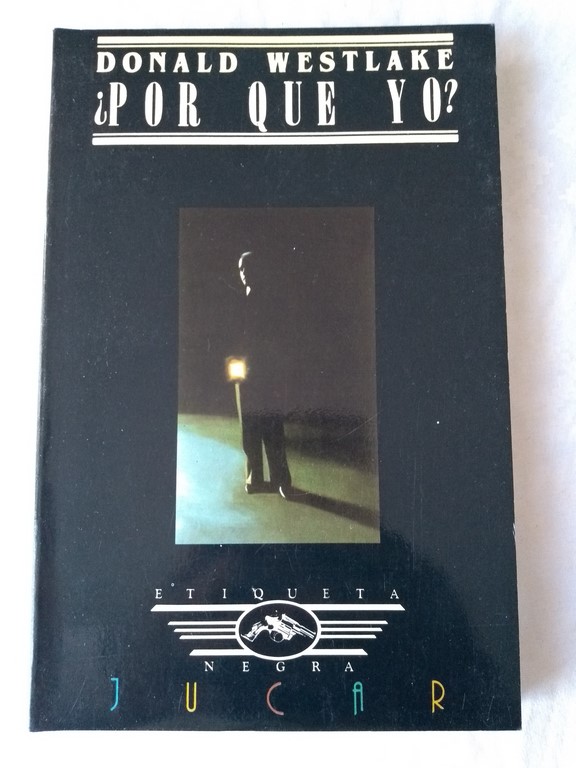 DONALD WESTLAKE
¿POR QUE YO?
ETIQUETA
NEGRA
JUCAR